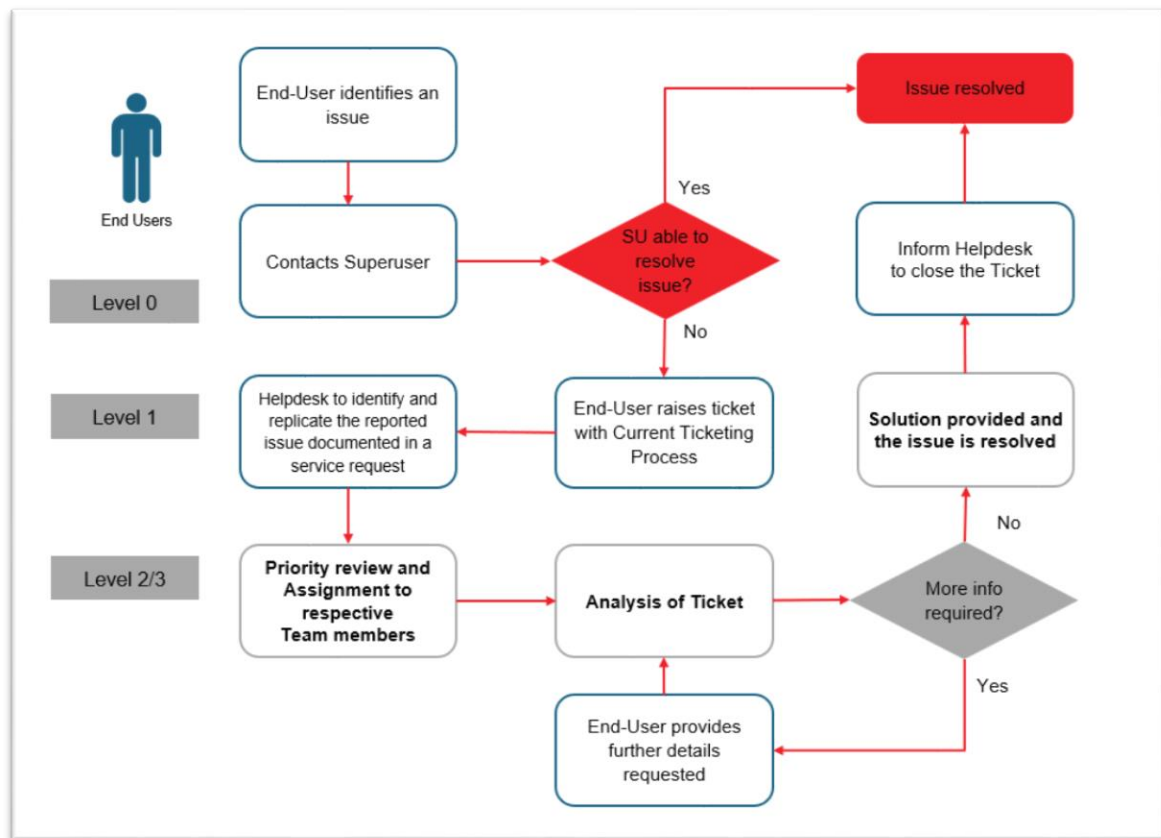 End-User identifies an
issue
Issue resolved
End Users
Yes
Contacts Superuser
SU able to
resolve
issue?
Inform Helpdesk
to close the Ticket
Level 0
No
Level 1
Helpdesk to identify and
replicate the reported
issue documented in a
service request
End-User raises ticket
with Current Ticketing
Process
Solution provided and
the issue is resolved
No
Level 2/3
Priority review and
Assignment to
respective
Team members
Analysis of Ticket
More info
required?
Yes
End-User provides
further details
requested